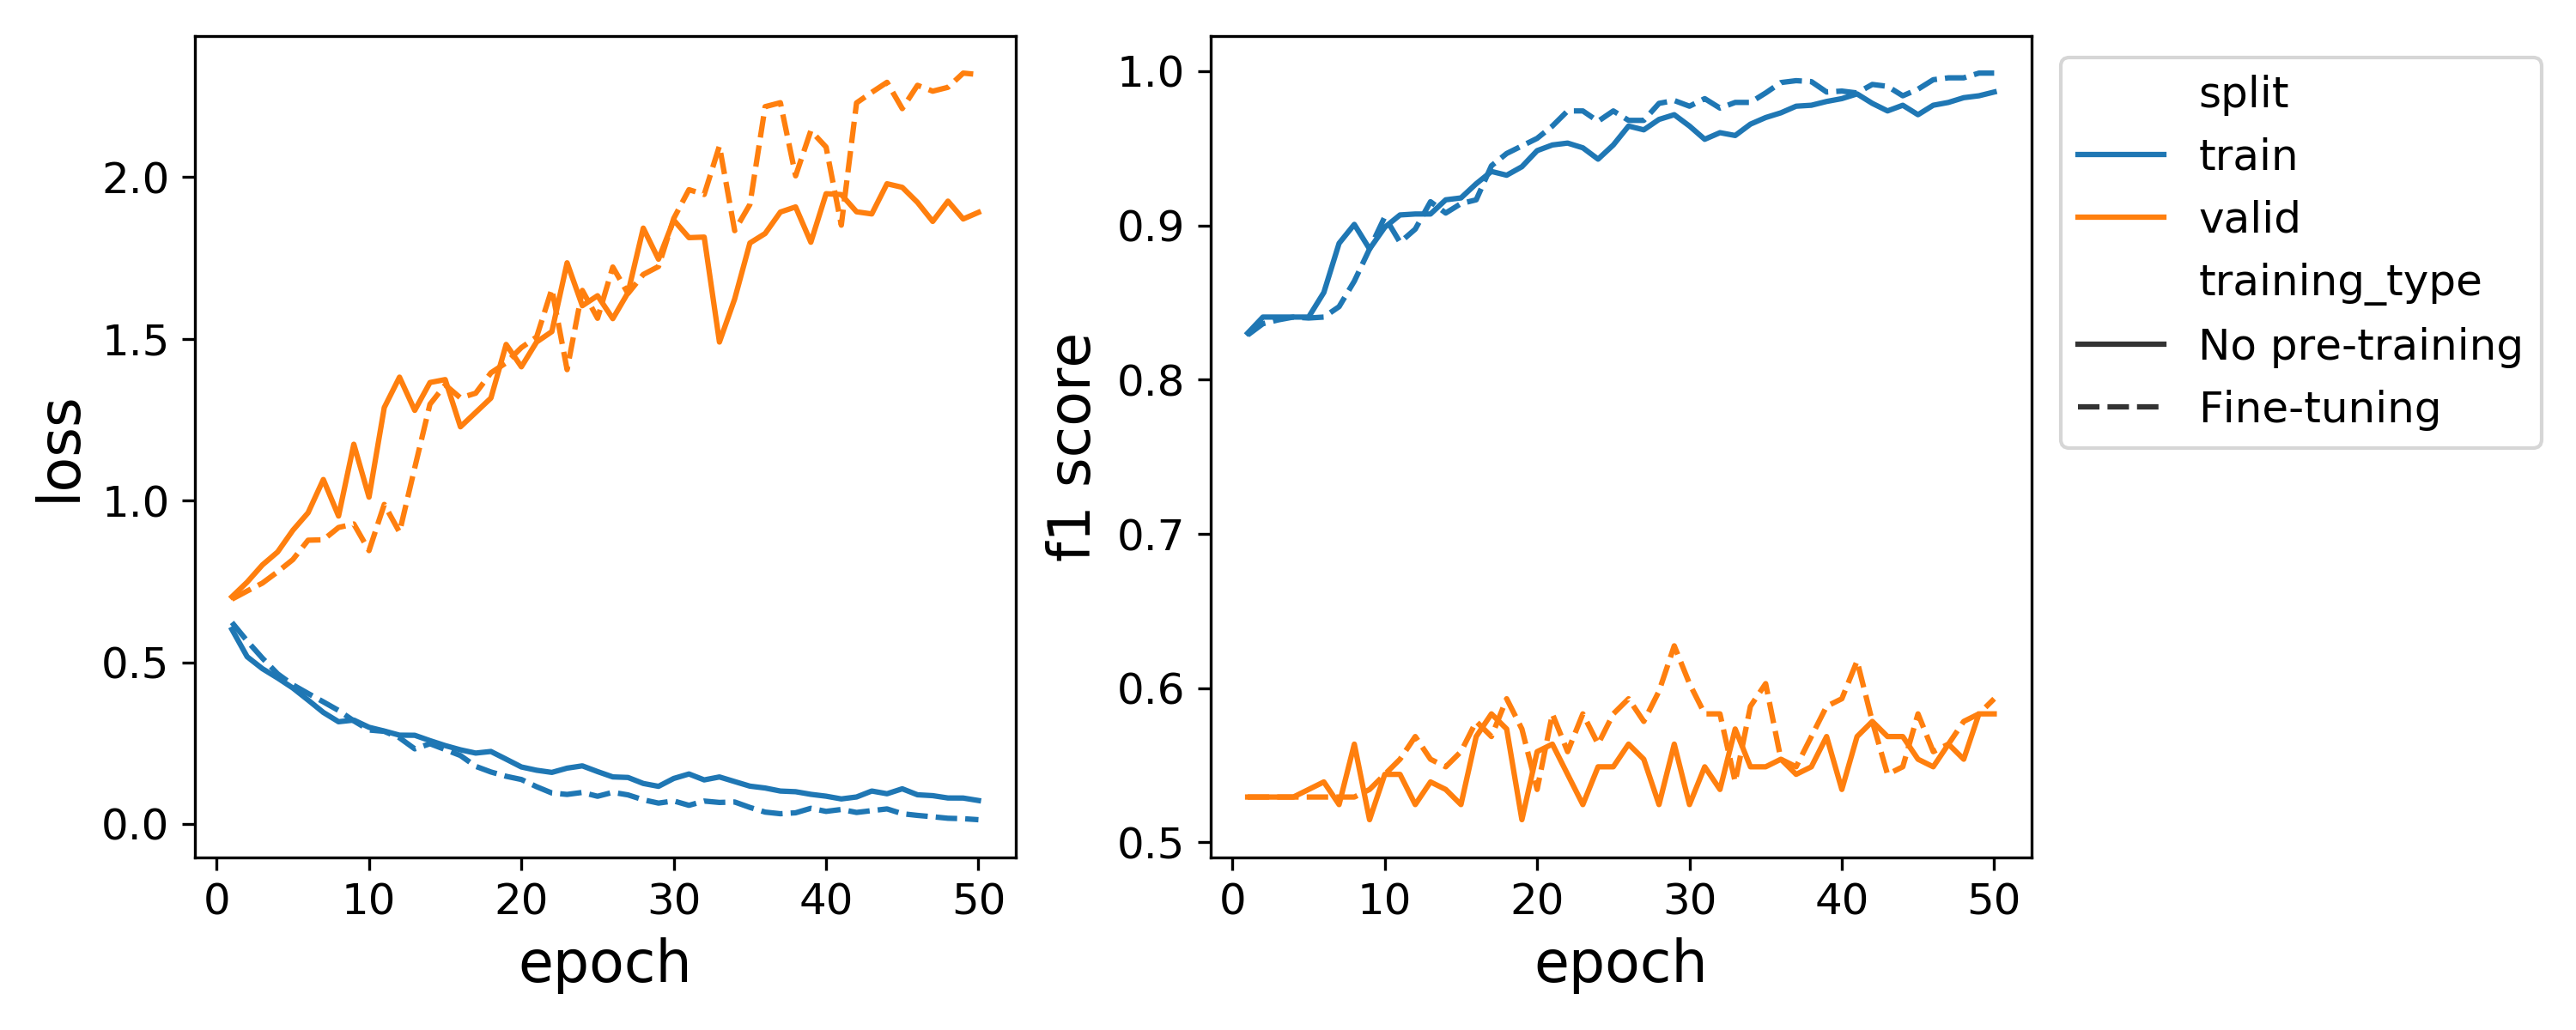 loss
2.0
1.5
1.0
0.5
0.0
0 10 20 30 40 50
epoch
f1 score
1.0
0.9
0.8
0.7
0.6
0.5
0 10 20 30 40 50
epoch
split
train
valid
training_type
No pre-training
Fine-tuning